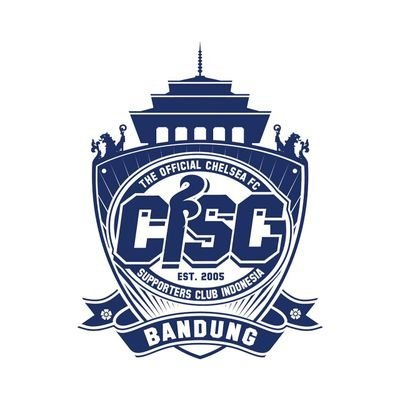 THE OFFICIAL CHELSEA FC
CISC
EST. 2005
SUPPORTERS CLUB INDONESIA
BANDUNG